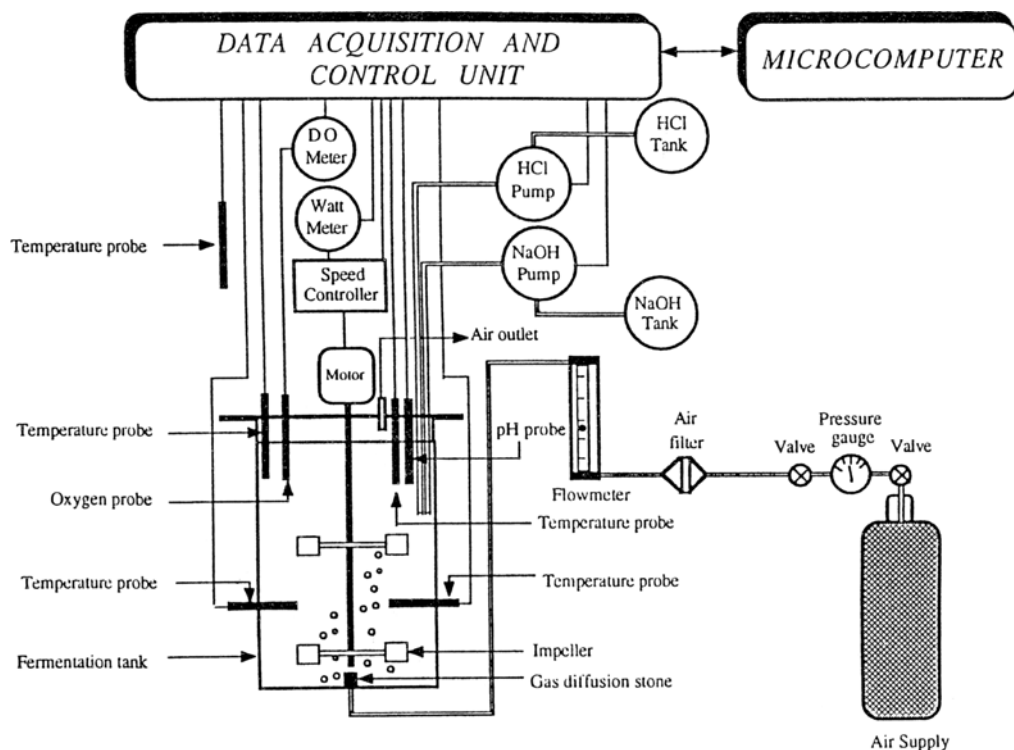 DATA ACQUISITION AND
CONTROL UNIT
MICROCOMPUTER
DO
Meter
HCl
Tank
HCl
Pump
Watt
Meter
Temperature probe
NaOH
Pump
Speed
Controller
NaOH
Tank
Air outlet
Motor
Temperature probe
pH probe
Air
filter
Valve
Pressure
gauge
Valve
Oxygen probe
Flowmeter
Temperature probe
Temperature probe
Temperature probe
Fermentation tank
Impeller
Gas diffusion stone
Air Supply